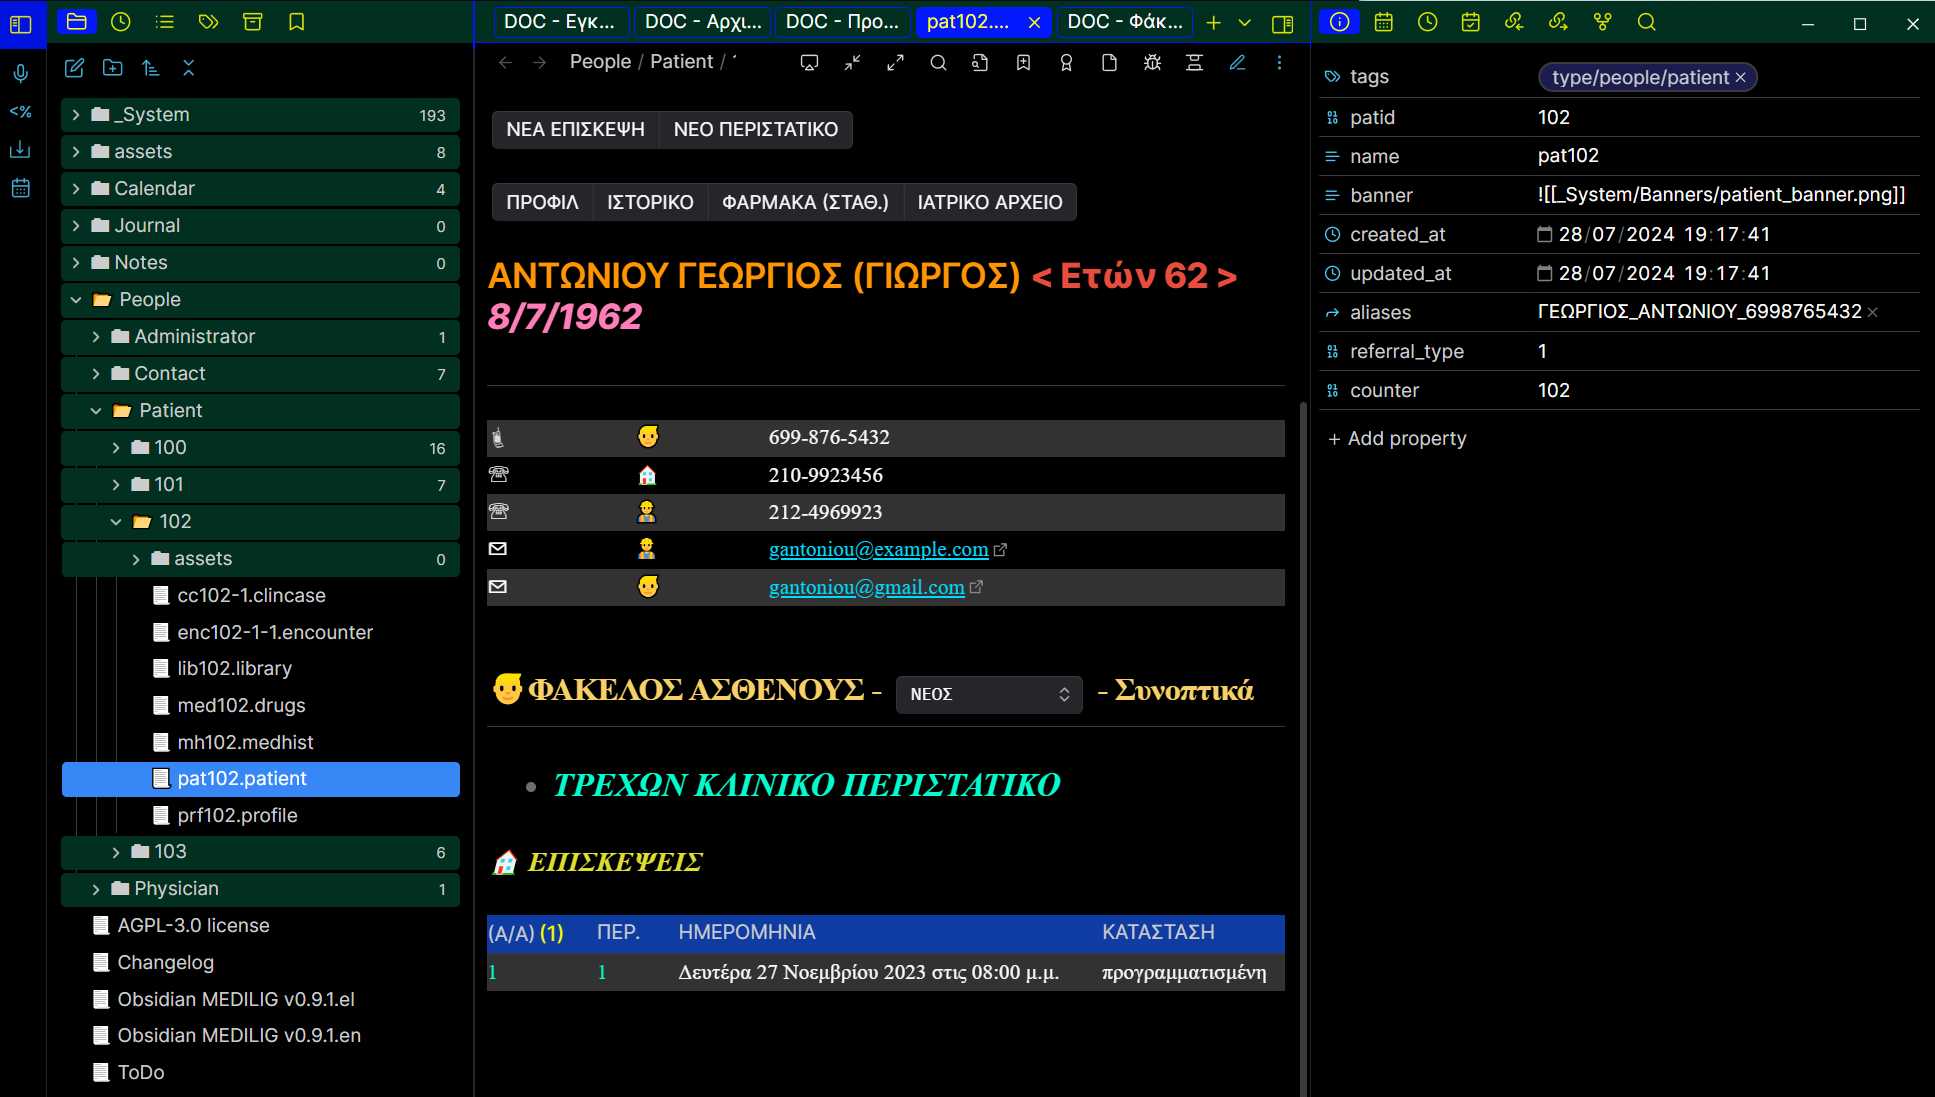 _System 193
assets 8
Calendar 4
Journal 0
Notes 0
People
Administrator 1
Contact 7
Patient
100 16
101 7
102
assets 0
cc102-1.clincase
enc102-1-1.encounter
lib102.library
med102.drugs
mh102.medhist
pat102.patient
prf102.profile
103 6
Physician 1
AGPL-3.0 license
Changelog
Obsidian MEDILIG v0.9.1.el
Obsidian MEDILIG v0.9.1.en
ToDo
DOC - Εγκ... DOC - Αρχι... DOC - Προ... pat102.... DOC - Φάκ...
People / Patient /
ΝΕΑ ΕΠΙΣΚΕΨΗ ΝΕΟ ΠΕΡΙΣΤΑΤΙΚΟ
ΠΡΟΦΙΛ ΙΣΤΟΡΙΚΟ ΦΑΡΜΑΚΑ (ΣΤΑΘ.) ΙΑΤΡΙΚΟ ΑΡΧΕΙΟ
ΑΝΤΩΝΙΟΥ ΓΕΩΡΓΙΟΣ (ΓΙΩΡΓΟΣ) < Ετών 62 >
8/7/1962
699-876-5432
210-9923456
212-4969923
gantoniou@example.com
gantoniou@gmail.com
ΦΑΚΕΛΟΣ ΑΣΘΕΝΟΥΣ - ΝΕΟΣ - Συνοπτικά
ΤΡΕΧΩΝ ΚΛΙΝΙΚΟ ΠΕΡΙΣΤΑΤΙΚΟ
ΕΠΙΣΚΕΨΕΙΣ
(Α/Α) (1) ΠΕΡ. ΗΜΕΡΟΜΗΝΙΑ ΚΑΤΑΣΤΑΣΗ
1 1 Δευτέρα 27 Νοεμβρίου 2023 στις 08:00 μ.μ. προγραμματισμένη
tags type/people/patient
patid 102
name pat102
banner ![[_System/Banners/patient_banner.png]]
created_at 28/07/2024 19:17:41
updated_at 28/07/2024 19:17:41
aliases ΓΕΩΡΓΙΟΣ_ΑΝΤΩΝΙΟΥ_6998765432
referral_type 1
counter 102
+ Add property